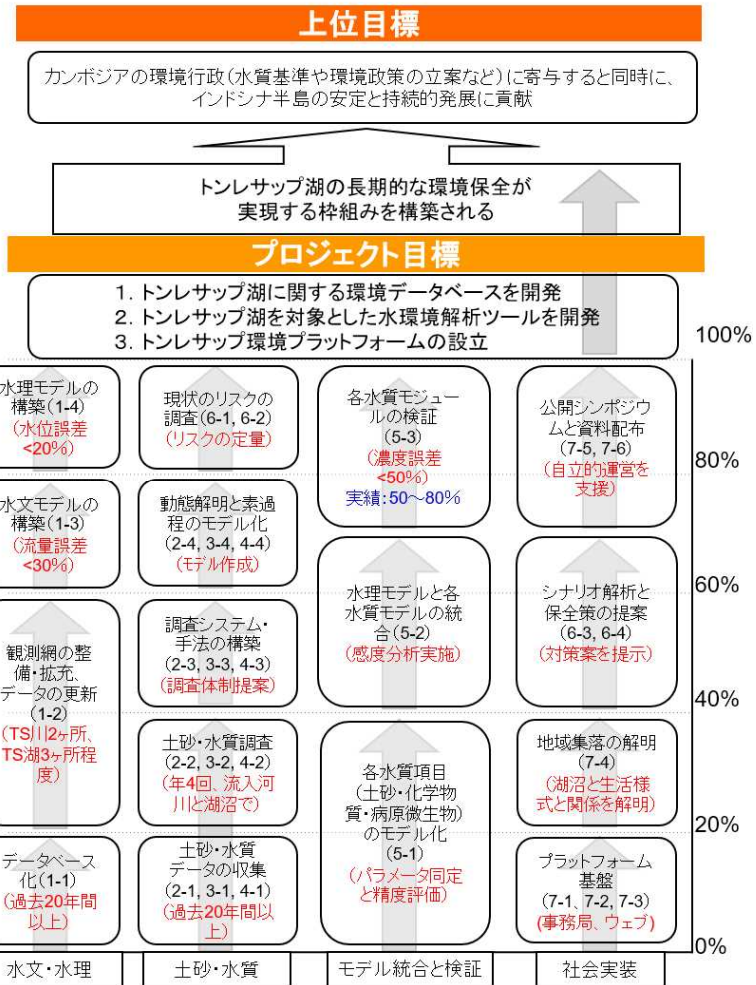 上位目標
カンボジアの環境行政(水質基準や環境政策の立案など)に寄与すると同時に、
インドシナ半島の安定と持続的発展に貢献
トンレサップ湖の長期的な環境保全が
実現する枠組みを構築される
プロジェクト目標
1. トンレサップ湖に関する環境データベースを開発
2. トンレサップ湖を対象とした水環境解析ツールを開発
3. トンレサップ環境プラットフォームの設立
100%
80%
60%
40%
20%
0%
水理モデルの
構築(1-4)
(水位誤差
<20%)
水文モデルの
構築(1-3)
(流量誤差
<30%)
観測網の整
備・拡充、
データの更新
(1-2)
(TS川2ヶ所、
TS湖3ヶ所程
度)
データベース
化(1-1)
(過去20年間
以上)
水文・水理
現状のリスクの
調査(6-1, 6-2)
(リスクの定量)
動態解明と素過
程のモデル化
(2-4, 3-4, 4-4)
(モデル作成)
調査システム・
手法の構築
(2-3, 3-3, 4-3)
(調査体制提案)
土砂・水質調査
(2-2, 3-2, 4-2)
(年4回、流入河
川と湖沼で)
土砂・水質
データの収集
(2-1, 3-1, 4-1)
(過去20年間以
上)
土砂・水質
各水質モジュー
ルの検証
(5-3)
(濃度誤差
<50%)
実績:50～80%
水理モデルと各
水質モデルの統
合(5-2)
(感度分析実施)
各水質項目
(土砂・化学物
質・病原微生物)
のモデル化
(5-1)
(パラメータ同定
と精度評価)
モデル統合と検証
公開シンポジウ
ムと資料配布
(7-5, 7-6)
(自立的運営を
支援)
シナリオ解析と
保全策の提案
(6-3, 6-4)
(対策案を提示)
地域集落の解明
(7-4)
(湖沼と生活様
式と関係を解明)
プラットフォーム
基盤
(7-1、7-2, 7-3)
(事務局、ウェブ)
社会実装